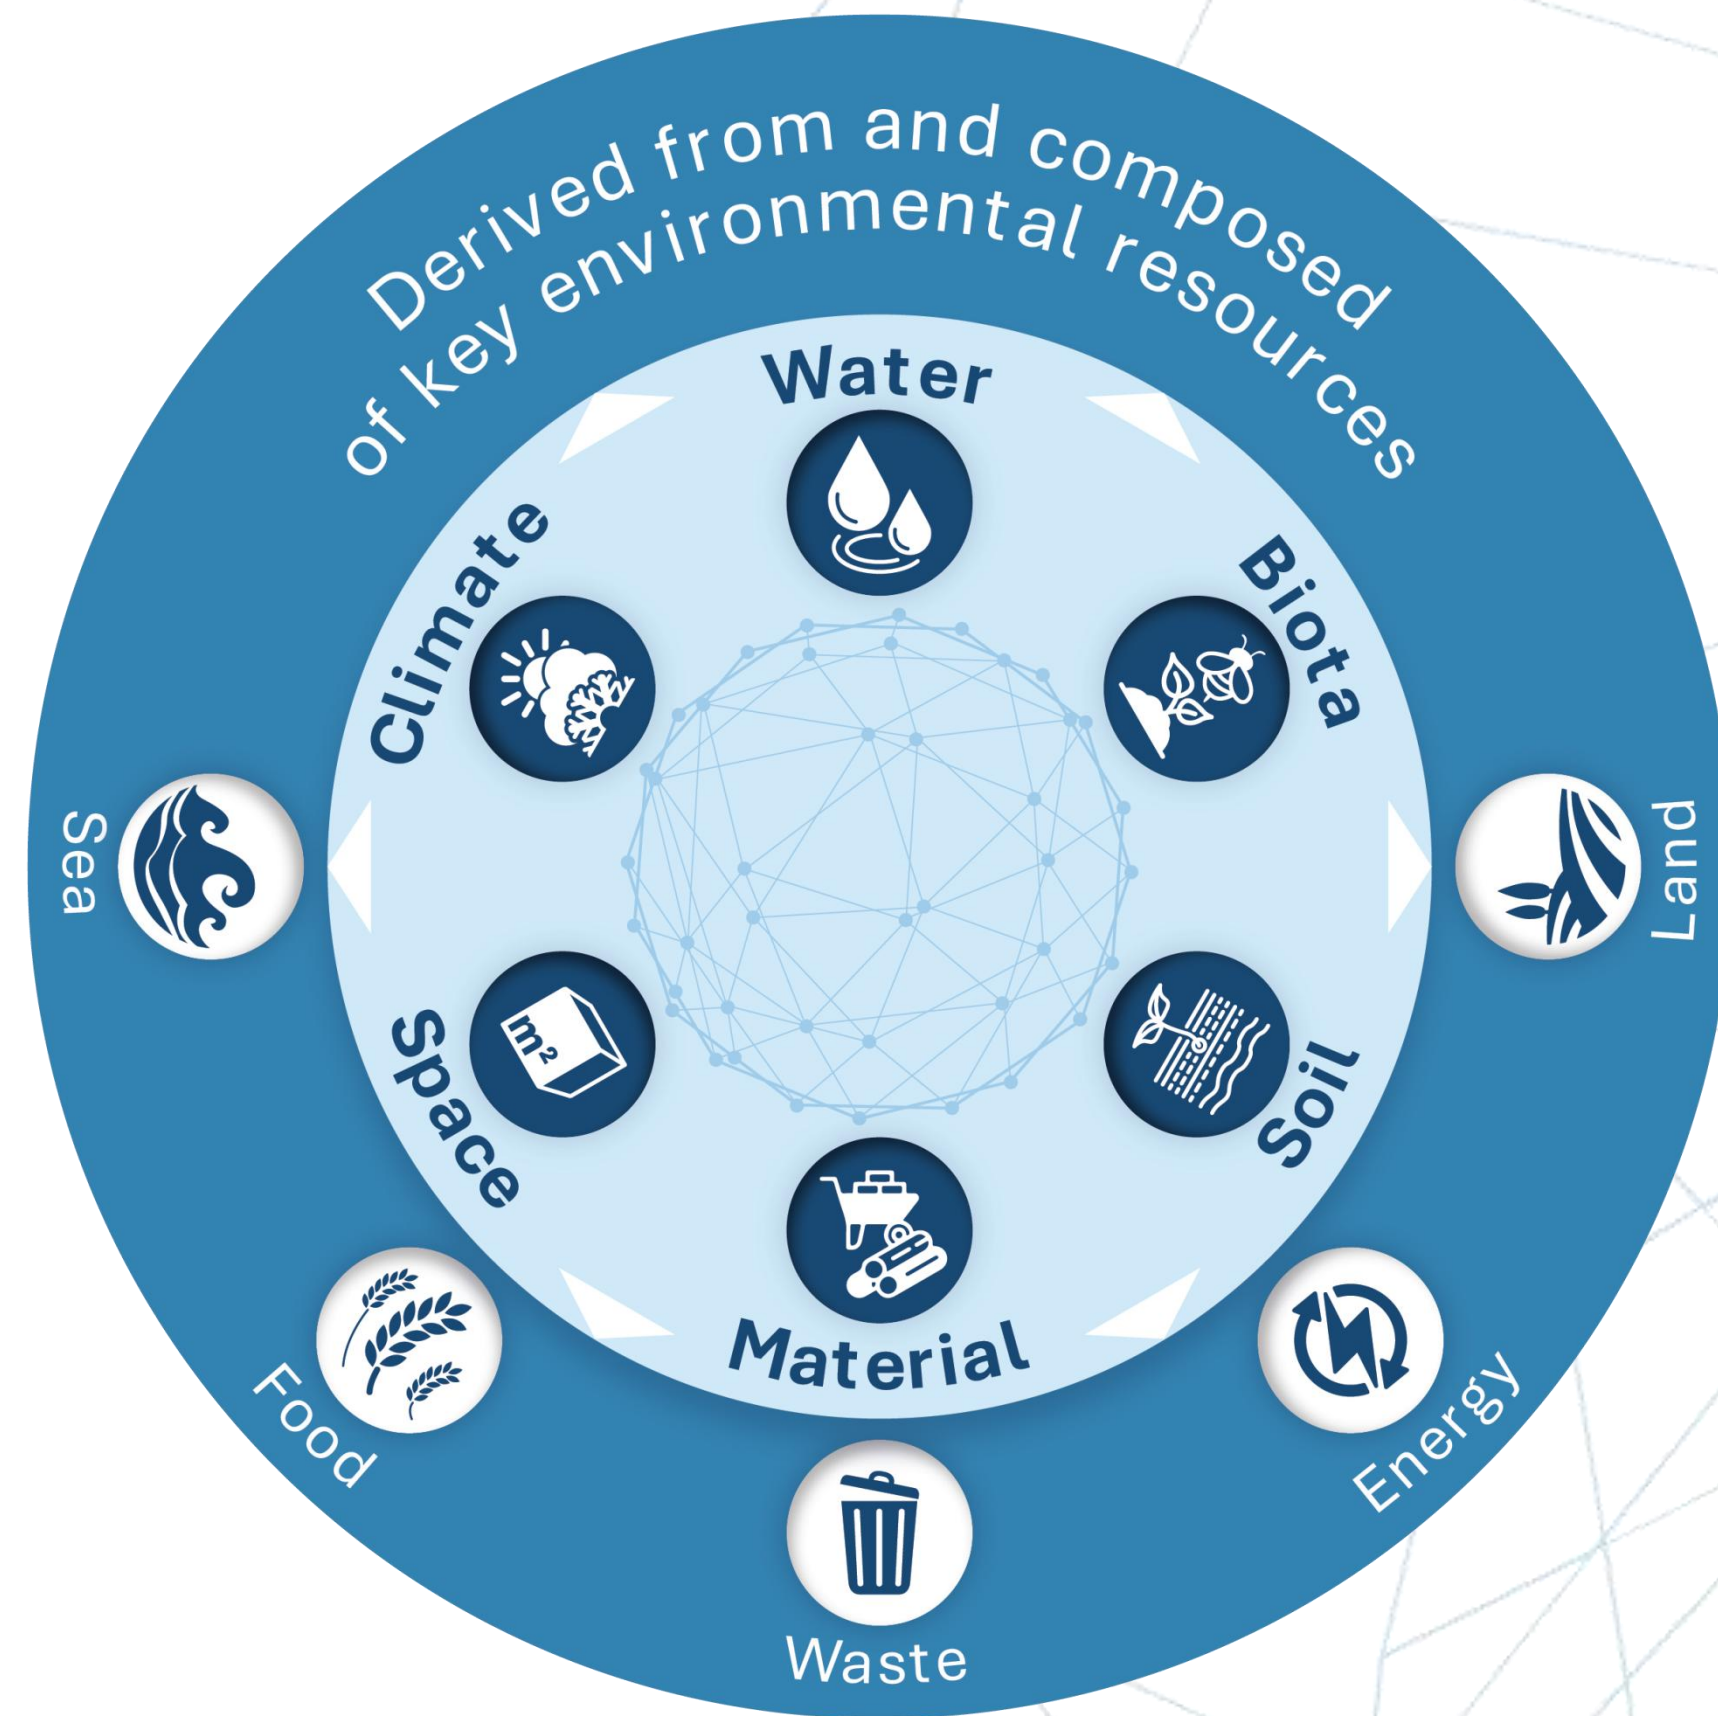 Derived from and composed
of key environmental resources
Water
Biota
Soil
Material
Space
Climate
m²
Land
Energy
Waste
Food
Sea